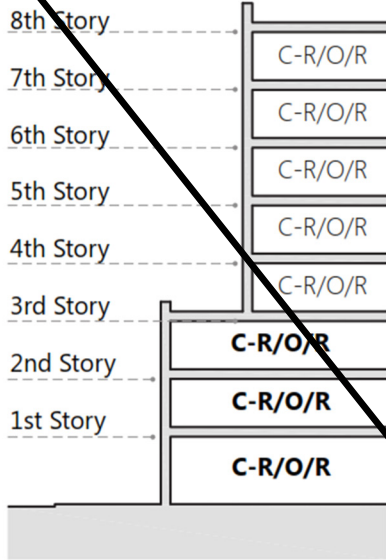 8th Story
C-R/O/R
7th Story
C-R/O/R
6th Story
C-R/O/R
5th Story
C-R/O/R
4th Story
C-R/O/R
3rd Story
C-R/O/R
2nd Story
C-R/O/R
1st Story
C-R/O/R